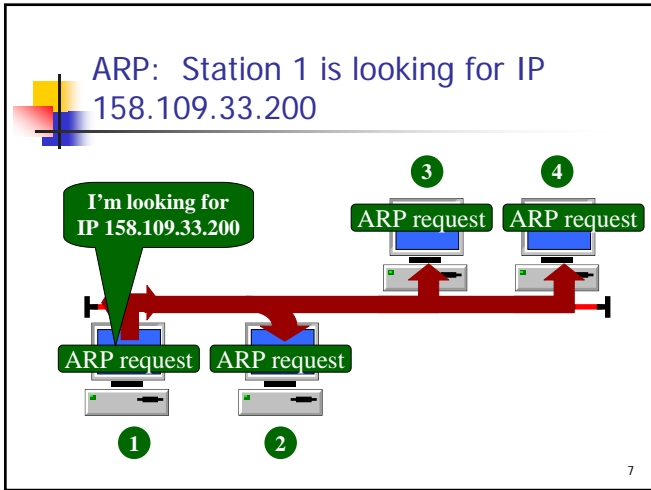 ARP: Station 1 is looking for IP
158.109.33.200
I'm looking for
IP 158.109.33.200
3
4
ARP request
ARP request
ARP request
ARP request
1
2
7